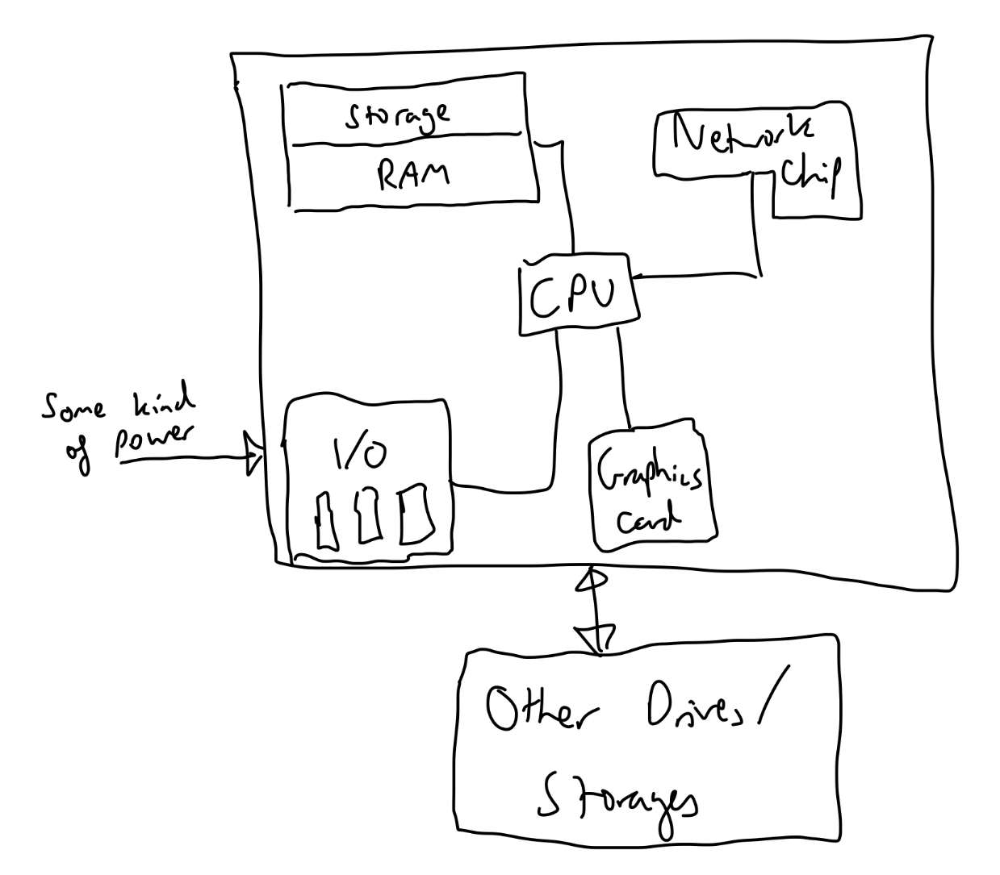 Storage
RAM
Network
Chip
CPU
Some kind
of power
I/O
Graphics
Card
Other Drives/
Storages